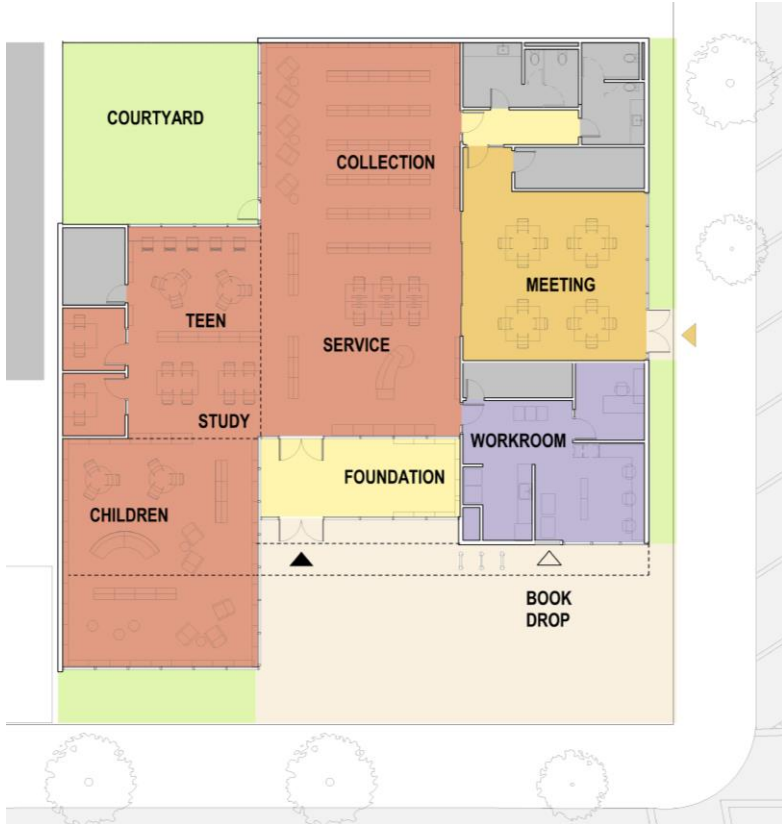 COURTYARD
COLLECTION
MEETING
TEEN
SERVICE
STUDY
WORKROOM
FOUNDATION
CHILDREN
BOOK
DROP